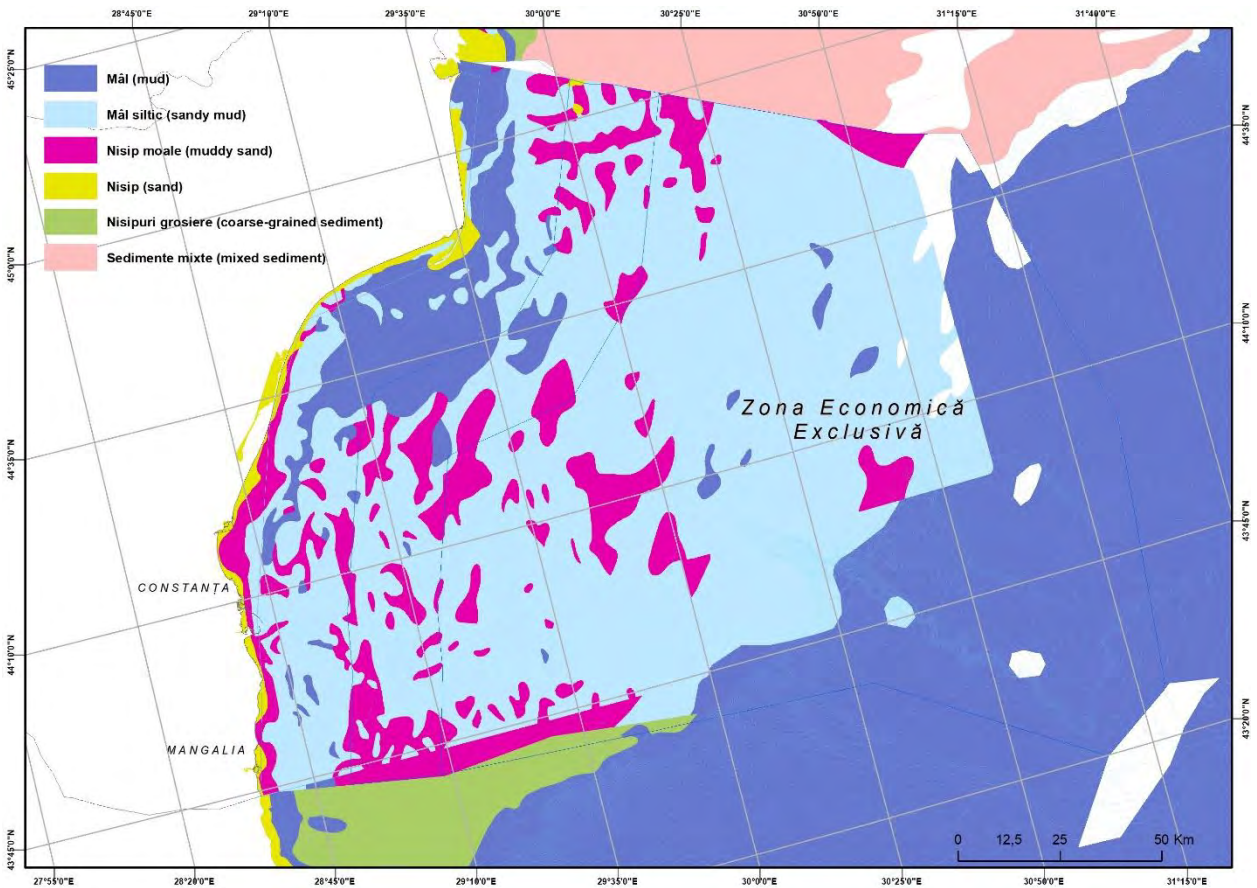 28°45'0"E 29°10'0"E 29°35'0"E 30°0'0"E 30°25'0"E 30°50'0"E 31°15'0"E 31°40'0"E
45°25'0"N
45°0'0"N
44°35'0"N
44°10'0"N
43°45'0"N
Mâl (mud)
Mâl siltic (sandy mud)
Nisip moale (muddy sand)
Nisip (sand)
Nisipuri grosiere (coarse-grained sediment)
Sedimente mixte (mixed sediment)
Zona Economică
Exclusivă
CONSTANȚA
MANGALIA
44°35'0"N
44°10'0"N
43°45'0"N
43°20'0"N
0 12,5 25 50 Km
27°55'0"E 28°20'0"E 28°45'0"E 29°10'0"E 29°35'0"E 30°0'0"E 30°25'0"E 30°50'0"E 31°15'0"E